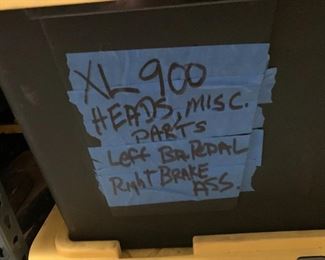 XL 900
HEADS, MISC.
PARTS
Left BR. PEDAL
Right BRAKE
ASS.